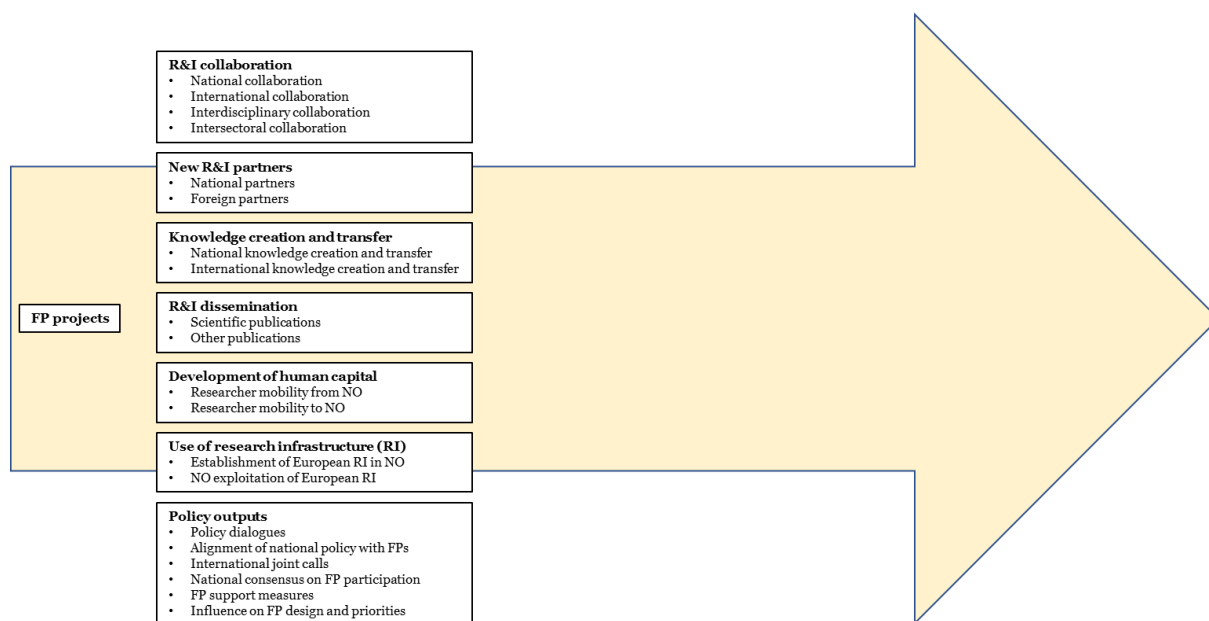 R&I collaboration
• National collaboration
• International collaboration
• Interdisciplinary collaboration
• Intersectoral collaboration
New R&I partners
• National partners
• Foreign partners
Knowledge creation and transfer
• National knowledge creation and transfer
• International knowledge creation and transfer
FP projects
R&I dissemination
• Scientific publications
• Other publications
Development of human capital
• Researcher mobility from NO
• Researcher mobility to NO
Use of research infrastructure (RI)
• Establishment of European RI in NO
• NO exploitation of European RI
Policy outputs
• Policy dialogues
• Alignment of national policy with FPs
• International joint calls
• National consensus on FP participation
• FP support measures
• Influence on FP design and priorities